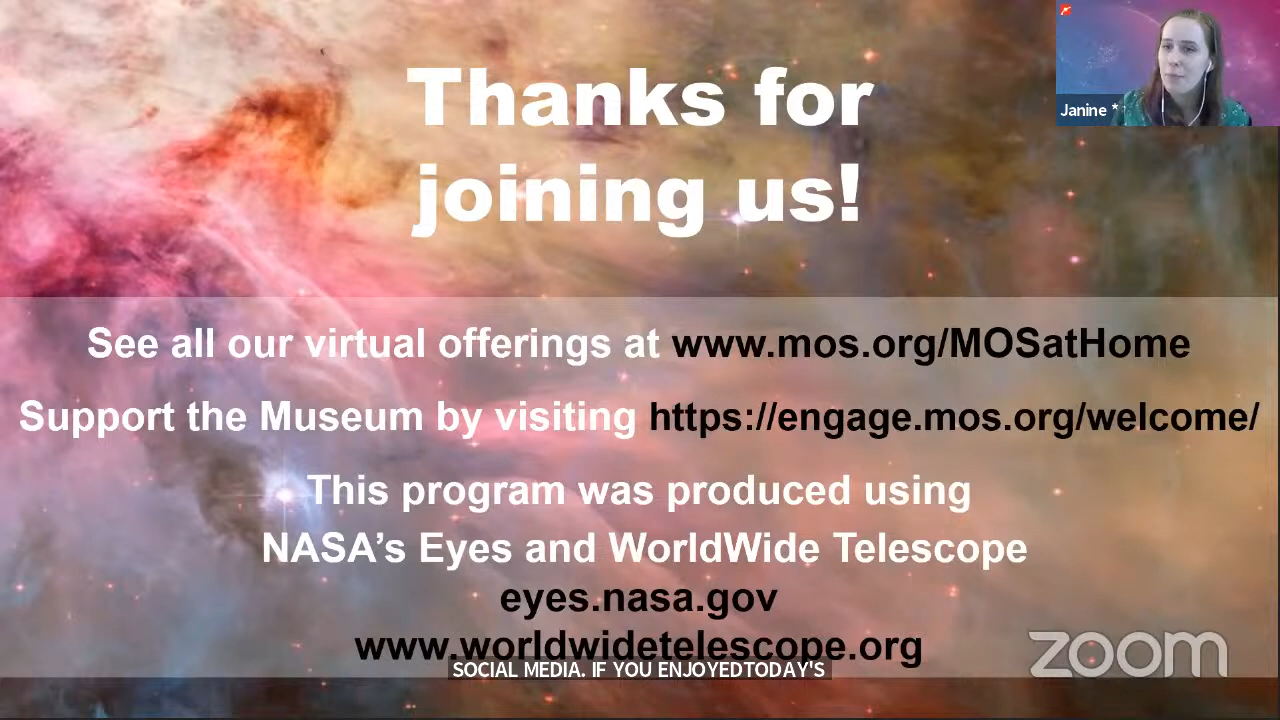 Thanks for
joining us!
Janine *
See all our virtual offerings at www.mos.org/MOSatHome
Support the Museum by visiting https://engage.mos.org/welcome/
This program was produced using
NASA’s Eyes and WorldWide Telescope
eyes.nasa.gov
www.worldwidetelescope.org
zoom
SOCIAL MEDIA. IF YOU ENJOYEDTODAY'S